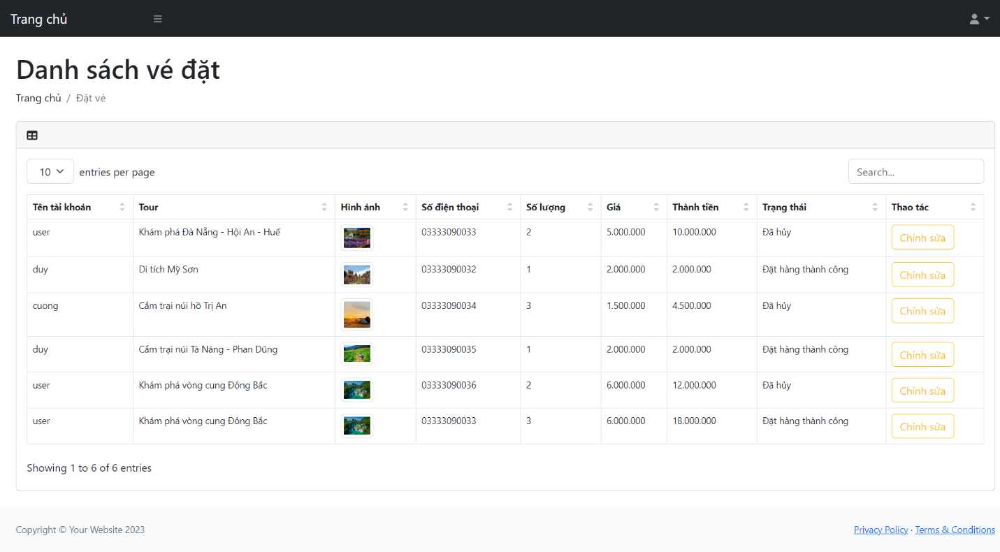 Trang chủ
Danh sách vé đặt
Trang chủ / Đặt vé
10 entries per page
Search...
Tên tài khoản Tour Hình ảnh Số điện thoại Số lượng Giá Thành tiền Trạng thái Thao tác
user Khám phá Đà Nẵng - Hội An - Huế 03333090033 2 5.000.000 10.000.000 Đã hủy Chỉnh sửa
duy Di tích Mỹ Sơn 03333090032 1 2.000.000 2.000.000 Đặt hàng thành công Chỉnh sửa
cuong Cắm trại núi hồ Trị An 03333090034 3 1.500.000 4.500.000 Đã hủy Chỉnh sửa
duy Cắm trại núi Tà Năng - Phan Dũng 03333090035 1 2.000.000 2.000.000 Đặt hàng thành công Chỉnh sửa
user Khám phá vòng cung Đông Bắc 03333090036 2 6.000.000 12.000.000 Đã hủy Chỉnh sửa
user Khám phá vòng cung Đông Bắc 03333090033 3 6.000.000 18.000.000 Đặt hàng thành công Chỉnh sửa
Showing 1 to 6 of 6 entries
Copyright © Your Website 2023
Privacy Policy · Terms & Conditions